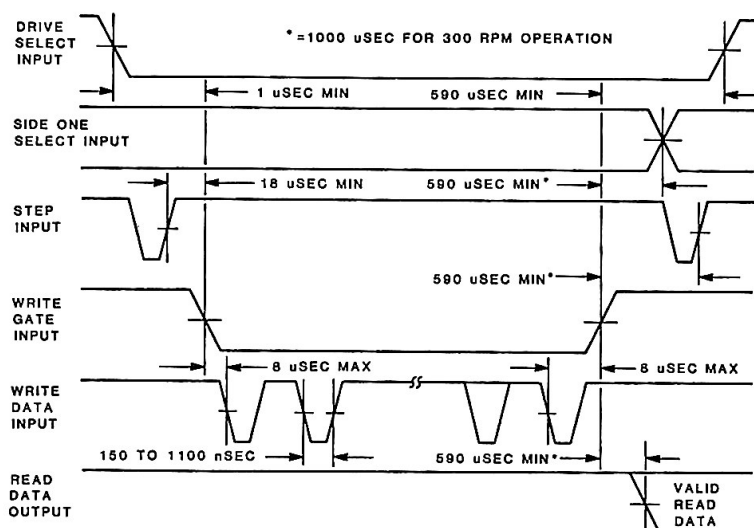 DRIVE
SELECT
INPUT
*=1000 uSEC FOR 300 RPM OPERATION
1 uSEC MIN
590 uSEC MIN
SIDE ONE
SELECT INPUT
18 uSEC MIN
590 uSEC MIN*
STEP
INPUT
590 uSEC MIN*
WRITE
GATE
INPUT
8 uSEC MAX
8 uSEC MAX
WRITE
DATA
INPUT
150 TO 1100 nSEC
590 uSEC MIN*
READ
DATA
OUTPUT
VALID
READ
DATA